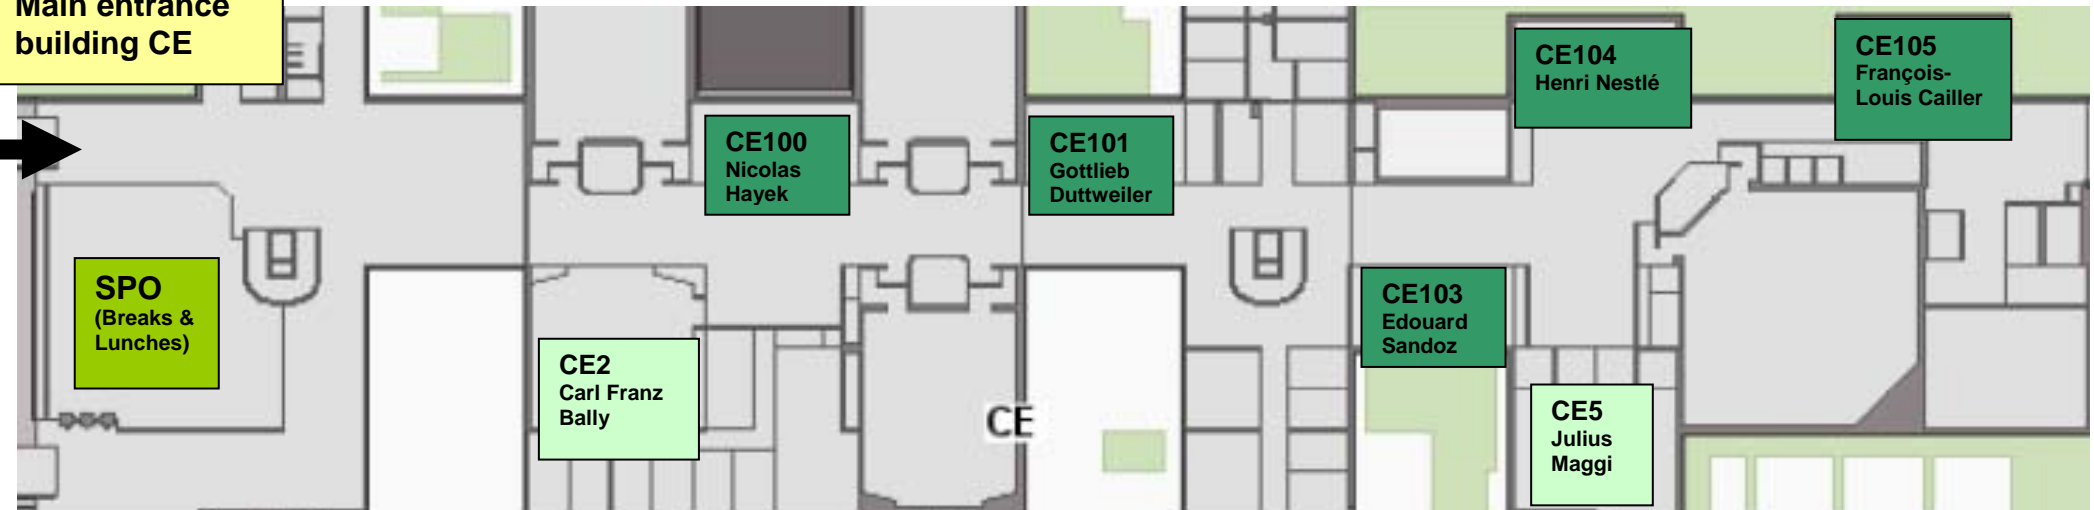 Main entrance
building CE
CE104
Henri Nestlé
CE105
François-
Louis Cailler
CE100
Nicolas
Hayek
CE101
Gottlieb
Duttweiler
SPO
(Breaks &
Lunches)
CE103
Edouard
Sandoz
CE2
Carl Franz
Bally
CE
CE5
Julius
Maggi